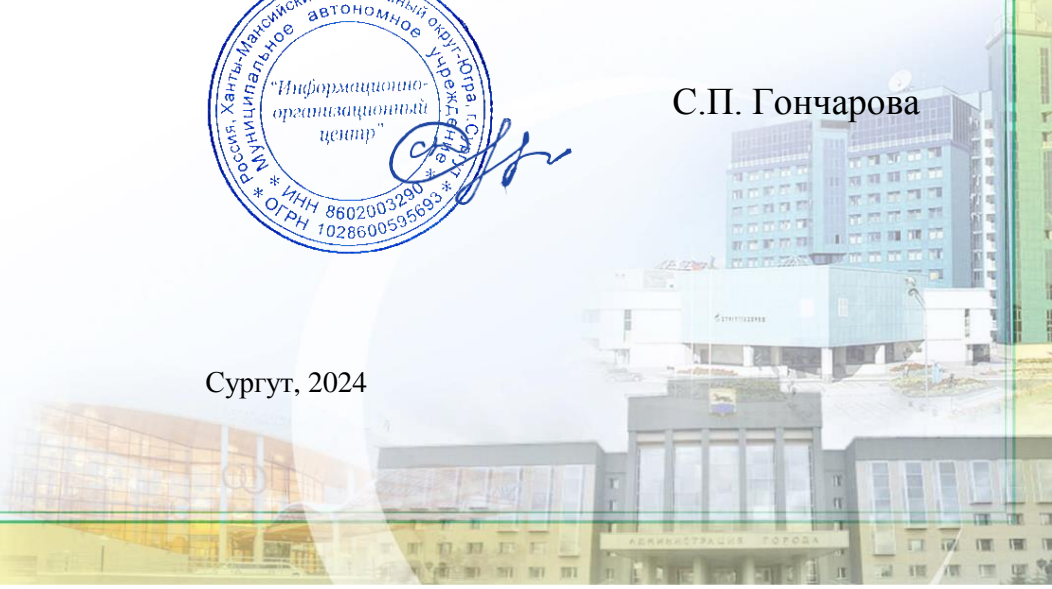 Россия, Ханты-Мансийский автономный округ-Югра, г.Сургут *
Муниципальное автономное учреждение *
"Информационно-
организационный
центр"
* ИНН 8602003290 *
* ОГРН 1028600595693 *
С.П. Гончарова
Сургут, 2024
АДМИНИСТРАЦИЯ ГОРОДА